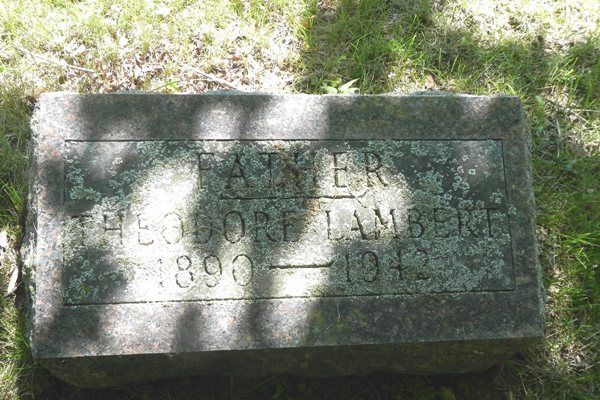 FATHER
THEODORE LAMBERT
1890 — 1942